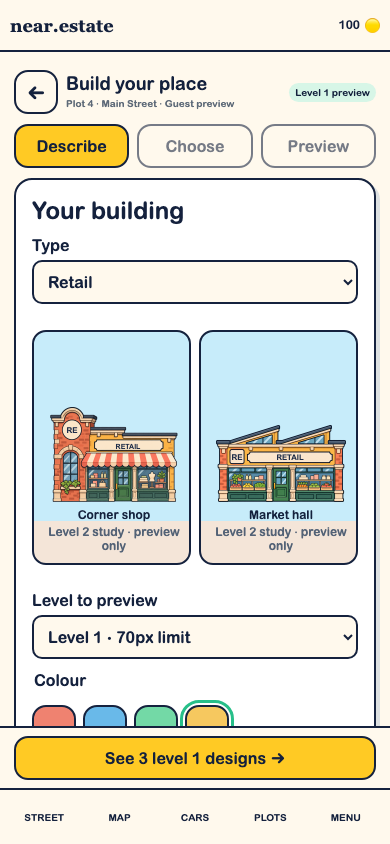 near.estate
100
Build your place
Plot 4 · Main Street · Guest preview
Level 1 preview
Describe
Choose
Preview
Your building
Type
Retail
RE
RETAIL
RE
RETAIL
Corner shop
Level 2 study · preview
only
Market hall
Level 2 study · preview
only
Level to preview
Level 1 · 70px limit
Colour
See 3 level 1 designs →
STREET
MAP
CARS
PLOTS
MENU